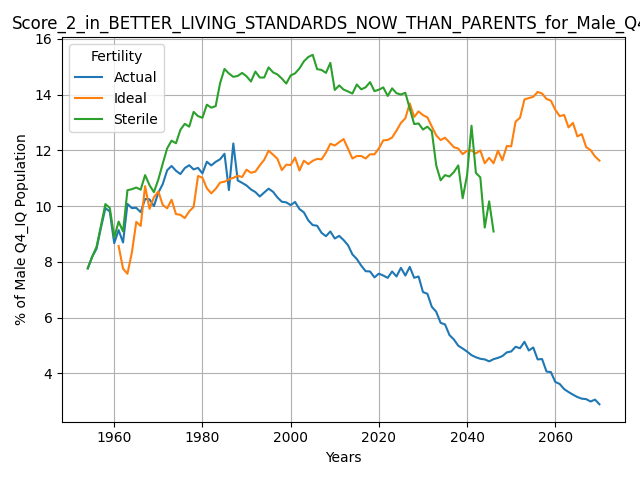 Score_2_in_BETTER_LIVING_STANDARDS_NOW_THAN_PARENTS_for_Male_Q4
Fertility
Actual
Ideal
Sterile
% of Male Q4_IQ Population
16
14
12
10
8
6
4
1960
1980
2000
2020
2040
2060
Years